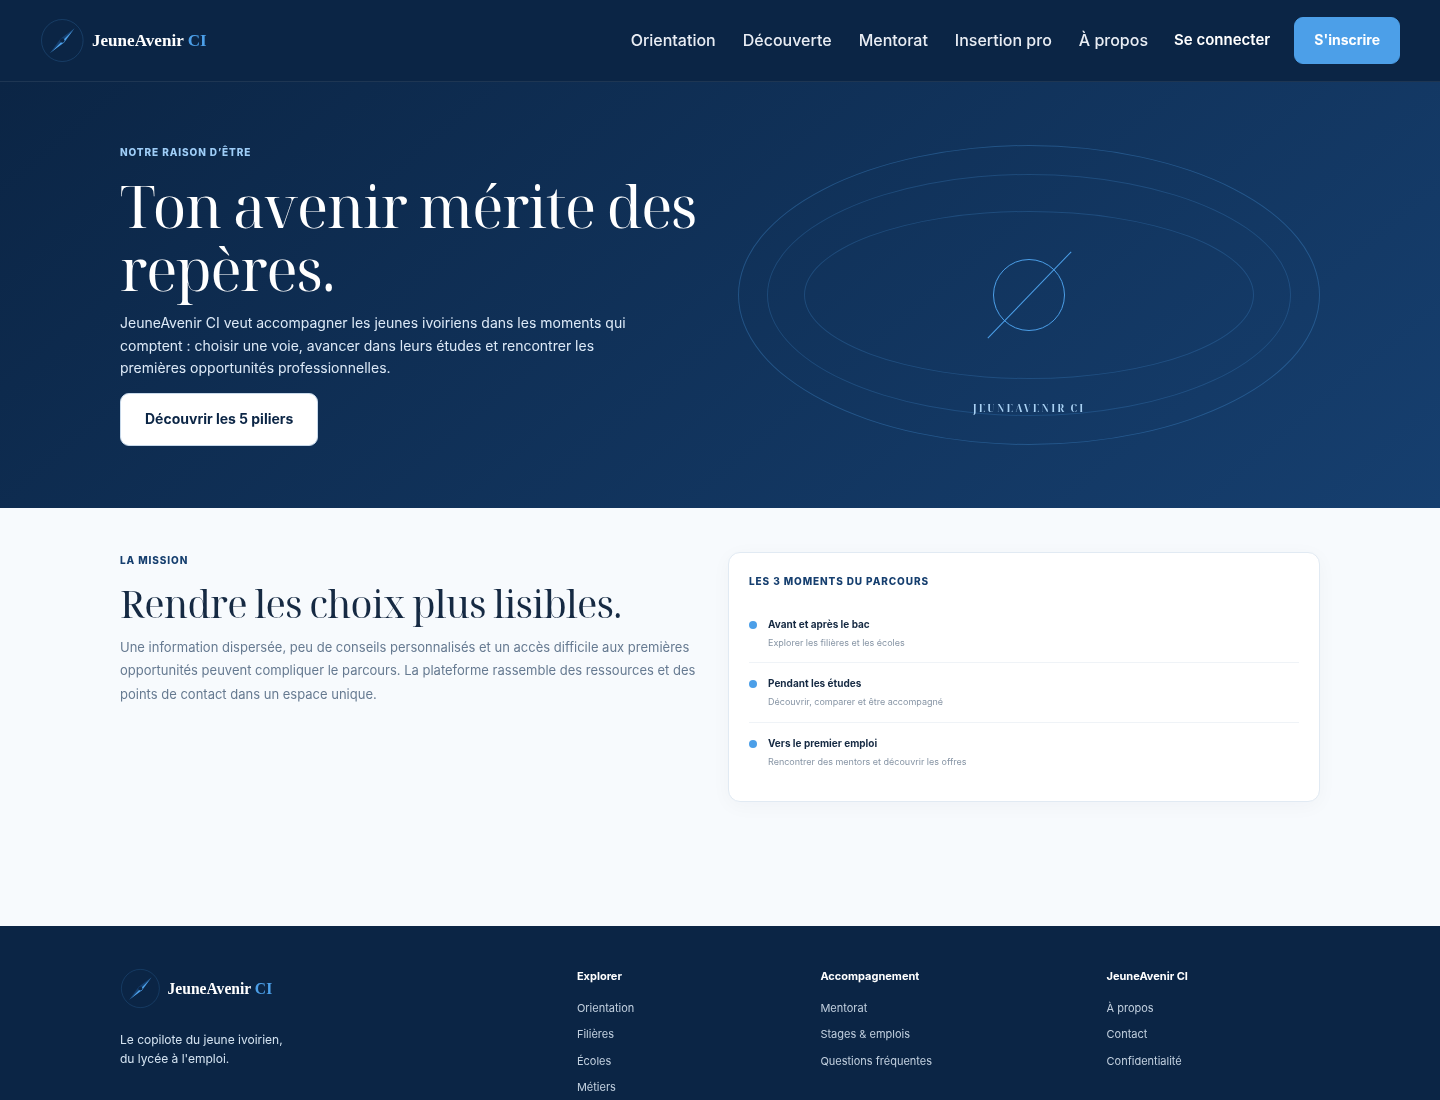 JeuneAvenir CI
Orientation
Découverte
Mentorat
Insertion pro
À propos
Se connecter
S'inscrire
NOTRE RAISON D'ÊTRE
Ton avenir mérite des
repères.
JeuneAvenir CI veut accompagner les jeunes ivoiriens dans les moments qui
comptent : choisir une voie, avancer dans leurs études et rencontrer les
premières opportunités professionnelles.
Découvrir les 5 piliers
JEUNEAVENIR CI
LA MISSION
Rendre les choix plus lisibles.
Une information dispersée, peu de conseils personnalisés et un accès difficile aux premières
opportunités peuvent compliquer le parcours. La plateforme rassemble des ressources et des
points de contact dans un espace unique.
LES 3 MOMENTS DU PARCOURS
Avant et après le bac
Explorer les filières et les écoles
Pendant les études
Découvrir, comparer et être accompagné
Vers le premier emploi
Rencontrer des mentors et découvrir les offres
JeuneAvenir CI
Le copilote du jeune ivoirien,
du lycée à l'emploi.
Explorer
Orientation
Filières
Écoles
Métiers
Accompagnement
Mentorat
Stages & emplois
Questions fréquentes
JeuneAvenir CI
À propos
Contact
Confidentialité